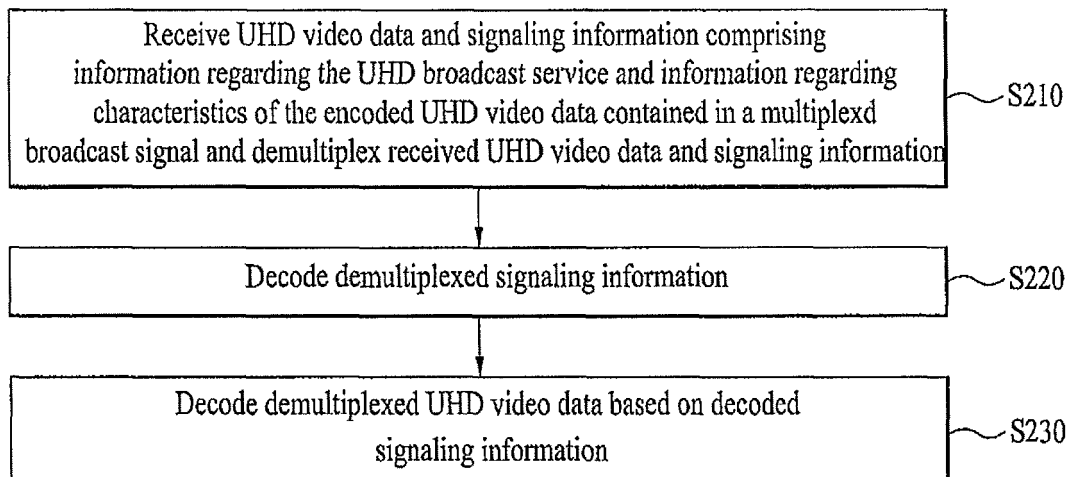 Receive UHD video data and signaling information comprising
information regarding the UHD broadcast service and information regarding
characteristics of the encoded UHD video data contained in a multiplexd
broadcast signal and demultiplex received UHD video data and signaling information
S210
Decode demultiplexed signaling information
S220
Decode demultiplexed UHD video data based on decoded
signaling information
S230